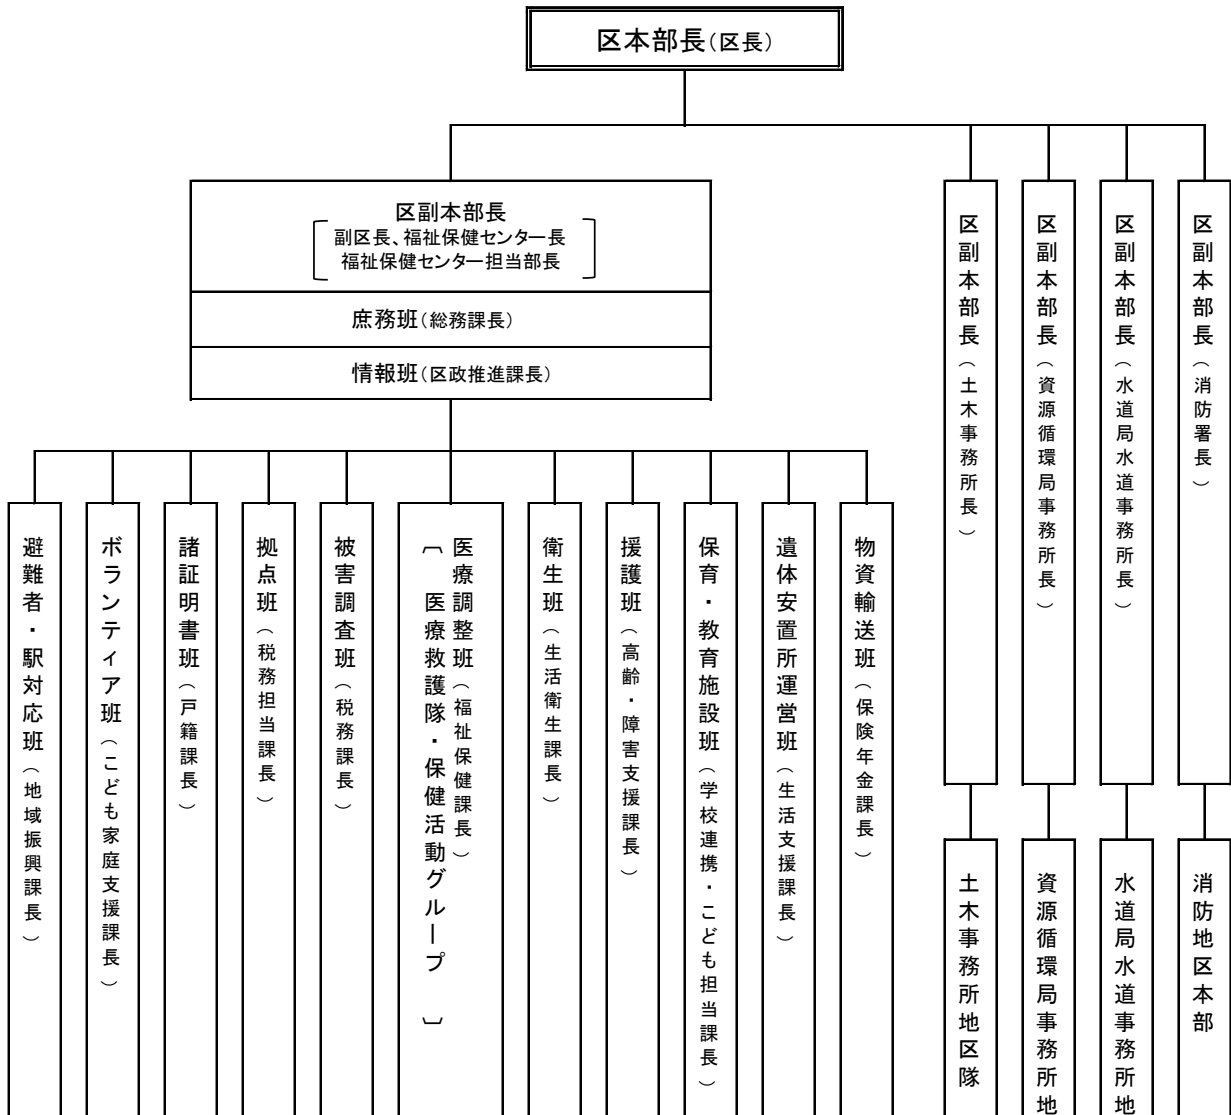 区本部長（区長）
区副本部長
副区長、福祉保健センター長
福祉保健センター担当部長
庶務班（総務課長）
情報班（区政推進課長）
区副本部長（土木事務所長）
区副本部長（資源循環局事務所長）
区副本部長（水道局水道事務所長）
区副本部長（消防署長）
避難者・駅対応班（地域振興課長）
ボランティア班（こども家庭支援課長）
諸証明書班（戸籍課長）
拠点班（税務担当課長）
被害調査班（税務課長）
医療調整班（福祉保健課長）
〔医療救護隊・保健活動グループ〕
衛生班（生活衛生課長）
援護班（高齢・障害支援課長）
保育・教育施設班（学校連携・こども担当課長）
遺体安置所運営班（生活支援課長）
物資輸送班（保険年金課長）
土木事務所地区隊
資源循環局事務所地
水道局水道事務所地
消防地区本部